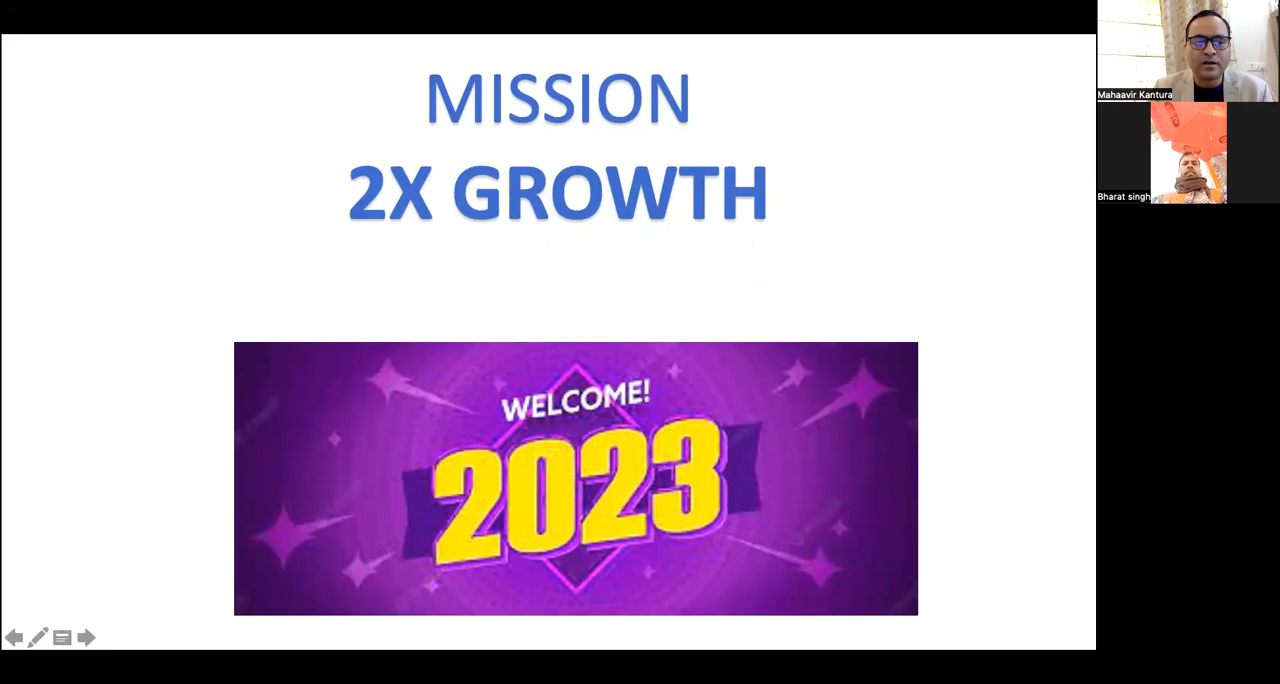 MISSION
2X GROWTH
WELCOME!
2023
Mahaavir Kantura
Bharat singh